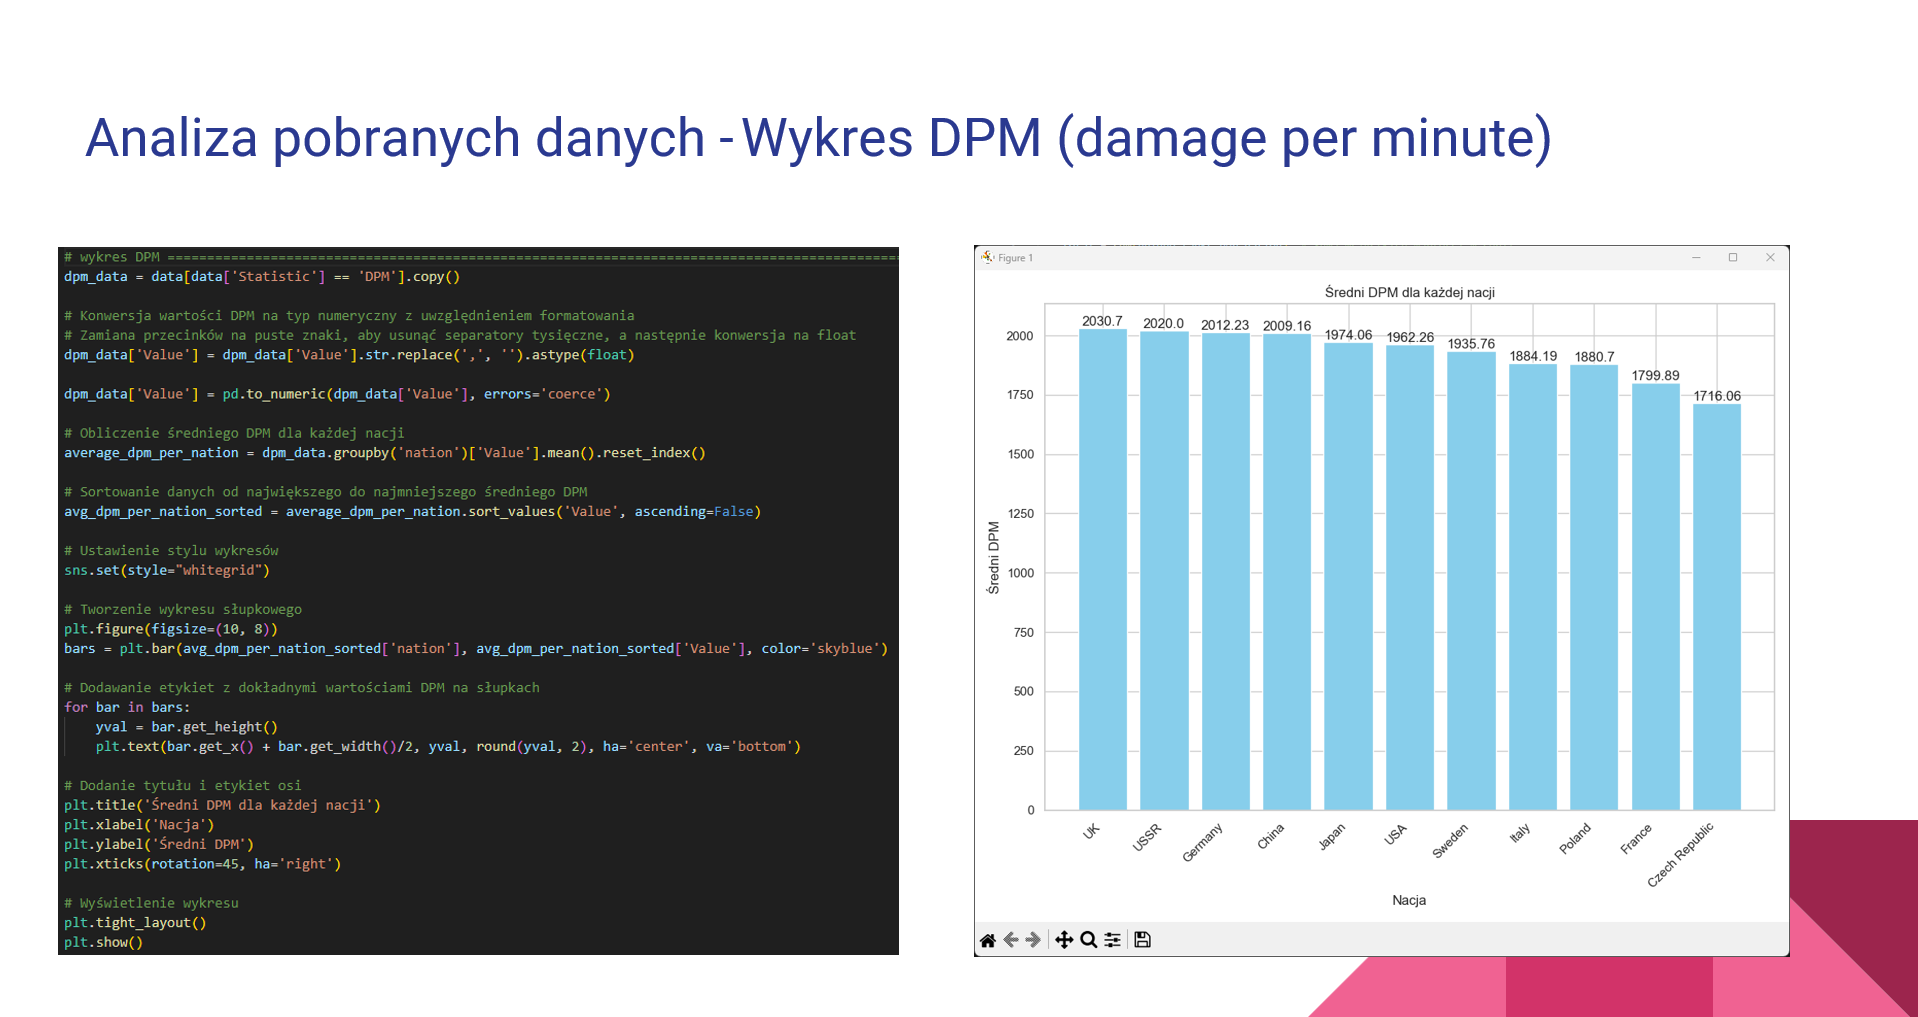 Analiza pobranych danych - Wykres DPM (damage per minute)
# wykres DPM =============================================================================================
dpm_data = data[data['Statistic'] == 'DPM'].copy()
# Konwersja wartości DPM na typ numeryczny z uwzględnieniem formatowania
# Zamiana przecinków na puste znaki, aby usunąć separatory tysięczne, a następnie konwersja na float
dpm_data['Value'] = dpm_data['Value'].str.replace(',', '').astype(float)
dpm_data['Value'] = pd.to_numeric(dpm_data['Value'], errors='coerce')
# Obliczenie średniego DPM dla każdej nacji
average_dpm_per_nation = dpm_data.groupby('nation')['Value'].mean().reset_index()
# Sortowanie danych od największego do najmniejszego średniego DPM
avg_dpm_per_nation_sorted = average_dpm_per_nation.sort_values('Value', ascending=False)
# Ustawienie stylu wykresów
sns.set(style="whitegrid")
# Tworzenie wykresu słupkowego
plt.figure(figsize=(10, 8))
bars = plt.bar(avg_dpm_per_nation_sorted['nation'], avg_dpm_per_nation_sorted['Value'], color='skyblue')
# Dodawanie etykiet z dokładnymi wartościami DPM na słupkach
for bar in bars:
    yval = bar.get_height()
    plt.text(bar.get_x() + bar.get_width()/2, yval, round(yval, 2), ha='center', va='bottom')
# Dodanie tytułu i etykiet osi
plt.title('Średni DPM dla każdej nacji')
plt.xlabel('Nacja')
plt.ylabel('Średni DPM')
plt.xticks(rotation=45, ha='right')
# Wyświetlenie wykresu
plt.tight_layout()
plt.show()
Figure 1
Średni DPM dla każdej nacji
2030.7 2020.0 2012.23 2009.16 1974.06 1962.26 1935.76 1884.19 1880.7 1799.89 1716.06
2000
1750
1500
1250
1000
750
500
250
0
Średni DPM
UK USSR Germany China Japan USA Sweden Italy Poland France Czech Republic
Nacja